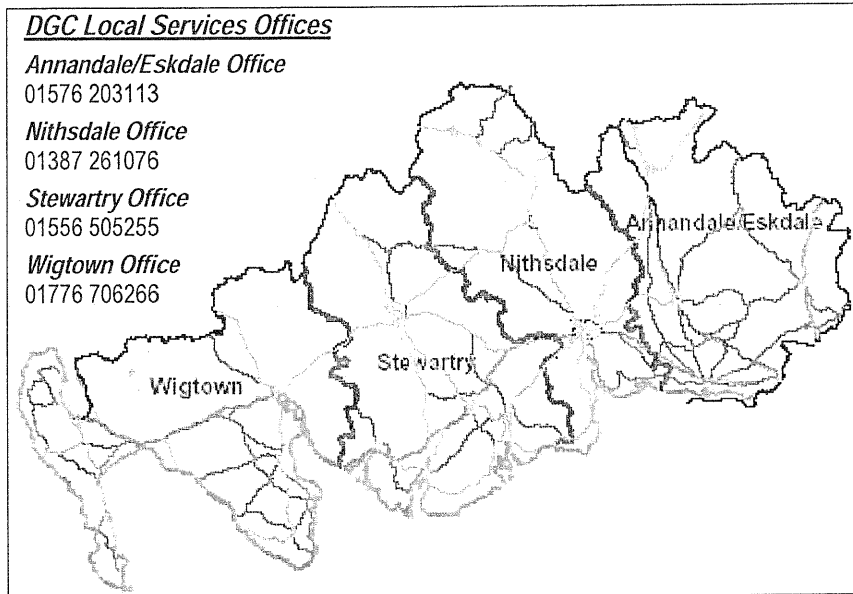 DGC Local Services Offices
Annandale/Eskdale Office
01576 203113
Nithsdale Office
01387 261076
Stewartry Office
01556 505255
Wigtown Office
01776 706266
Annandale/Eskdale
Nithsdale
Stewartry
Wigtown